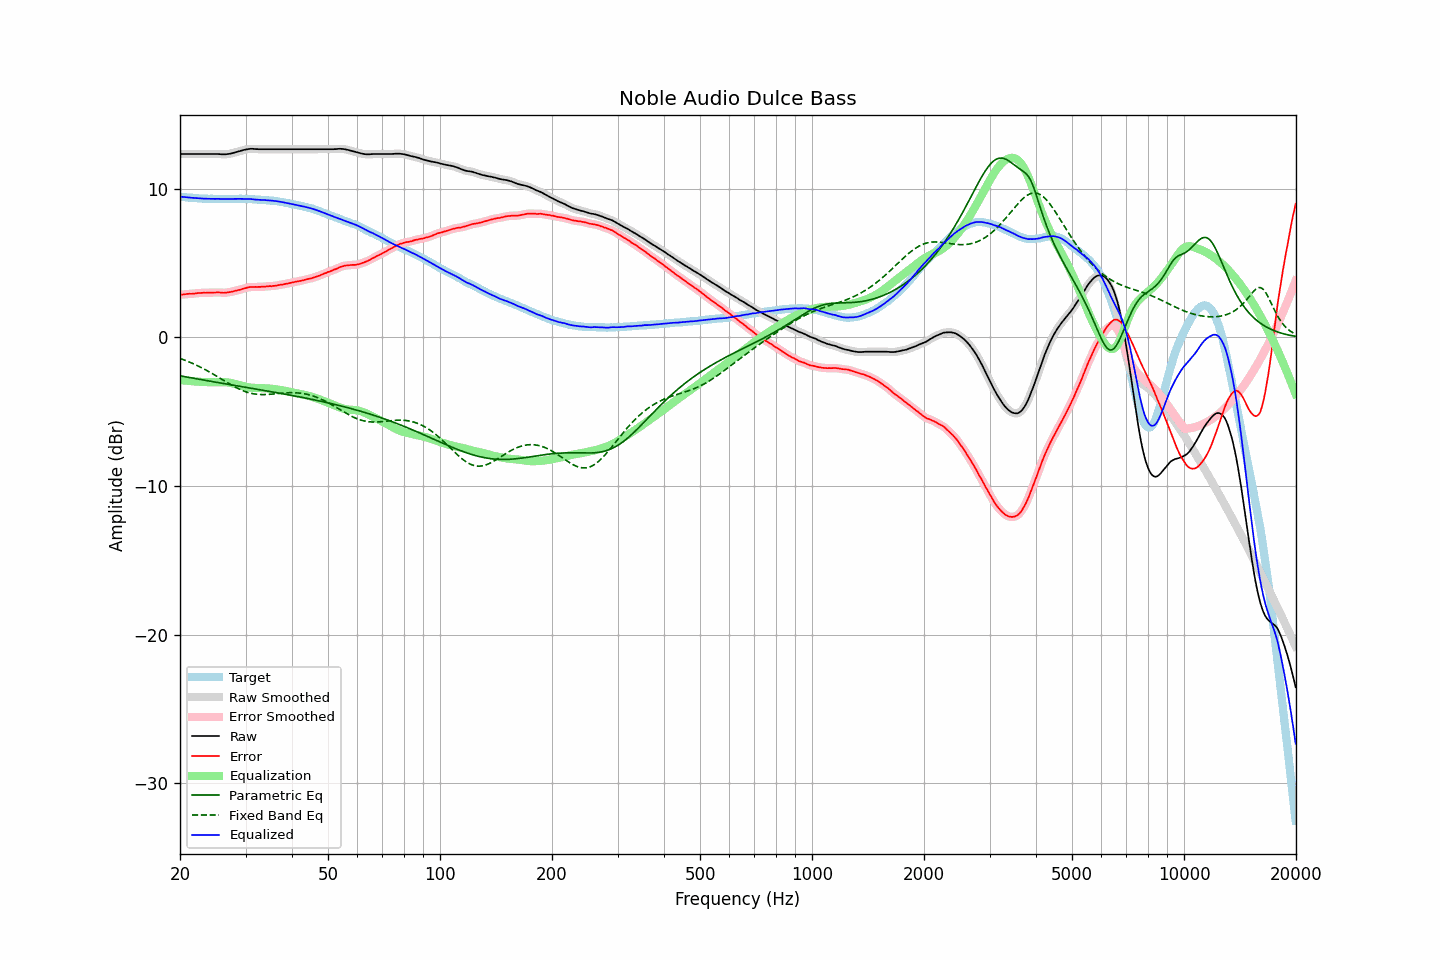 Noble Audio Dulce Bass
Amplitude (dBr)
10
0
−10
−20
−30
Target
Raw Smoothed
Error Smoothed
Raw
Error
Equalization
Parametric Eq
Fixed Band Eq
Equalized
20 50 100 200 500 1000 2000 5000 10000 20000
Frequency (Hz)